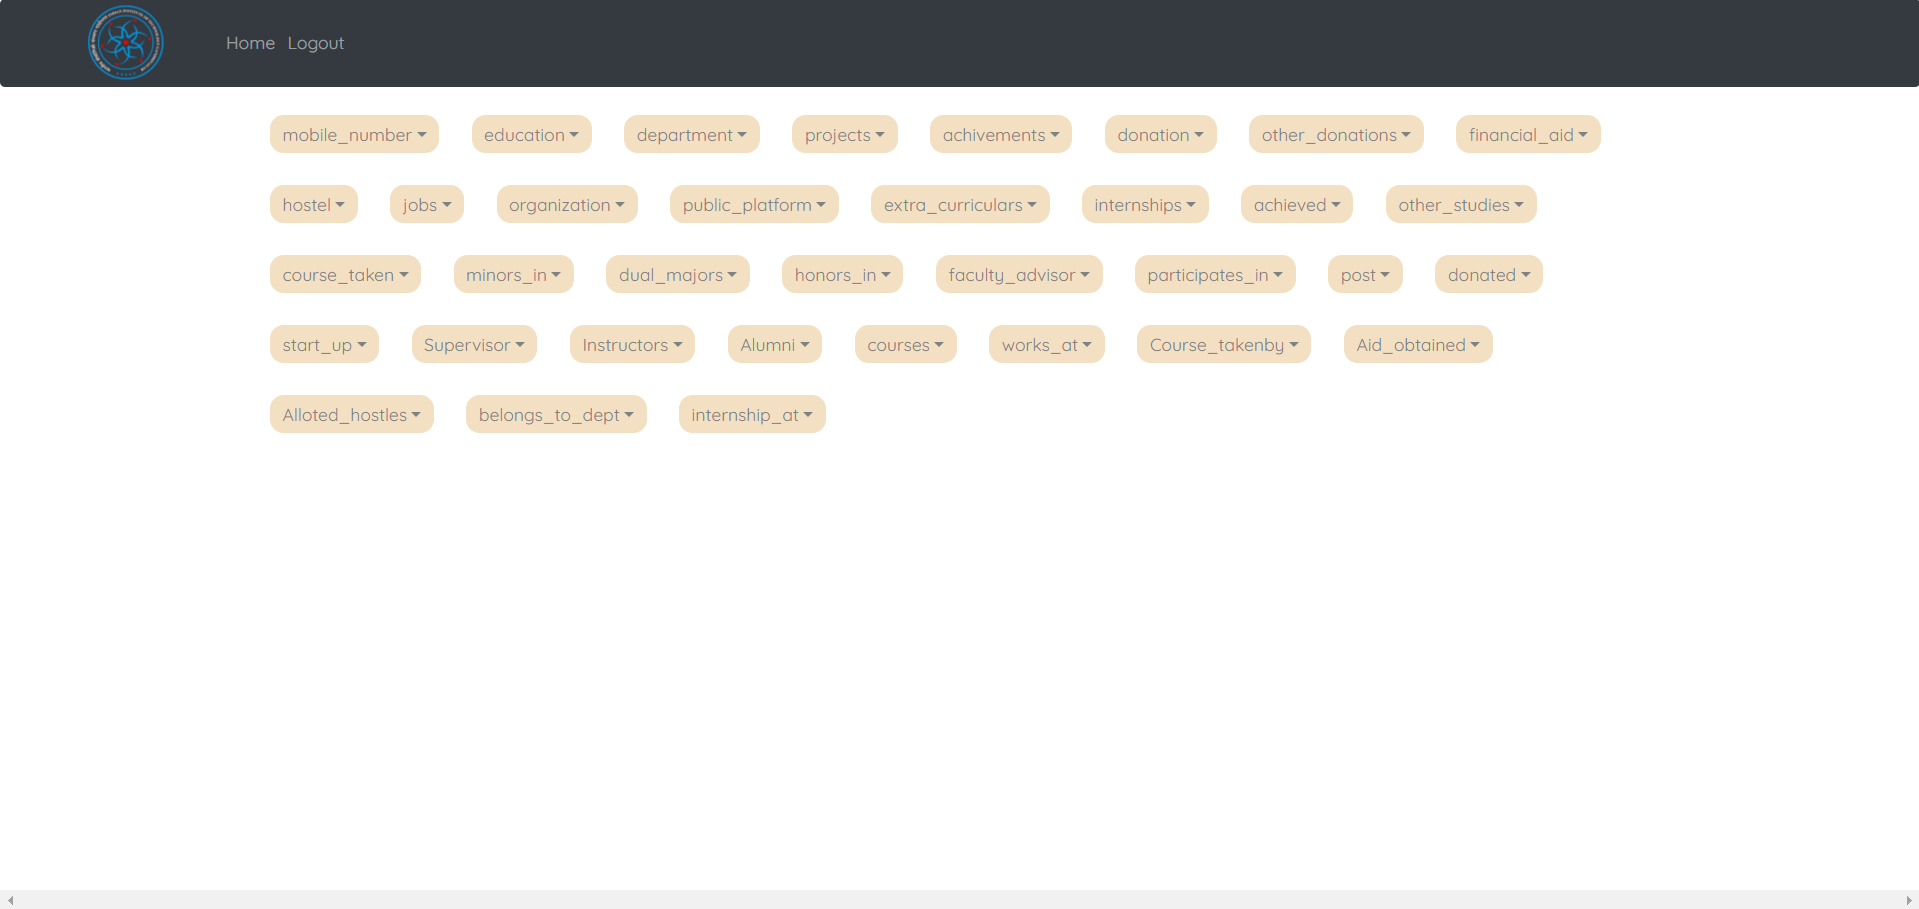 Home Logout
mobile_number education department projects achivements donation other_donations financial_aid
hostel jobs organization public_platform extra_curriculars internships achieved other_studies
course_taken minors_in dual_majors honors_in faculty_advisor participates_in post donated
start_up Supervisor Instructors Alumni courses works_at Course_takenby Aid_obtained
Alloted_hostles belongs_to_dept internship_at